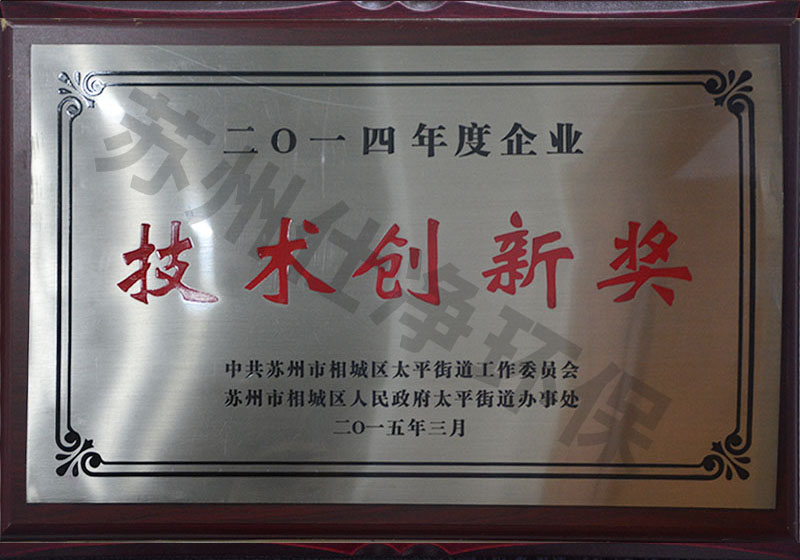 二〇一四年度企业
技术创新奖
中共苏州市相城区太平街道工作委员会
苏州市相城区人民政府太平街道办事处
二〇一五年三月
苏州仕净环保